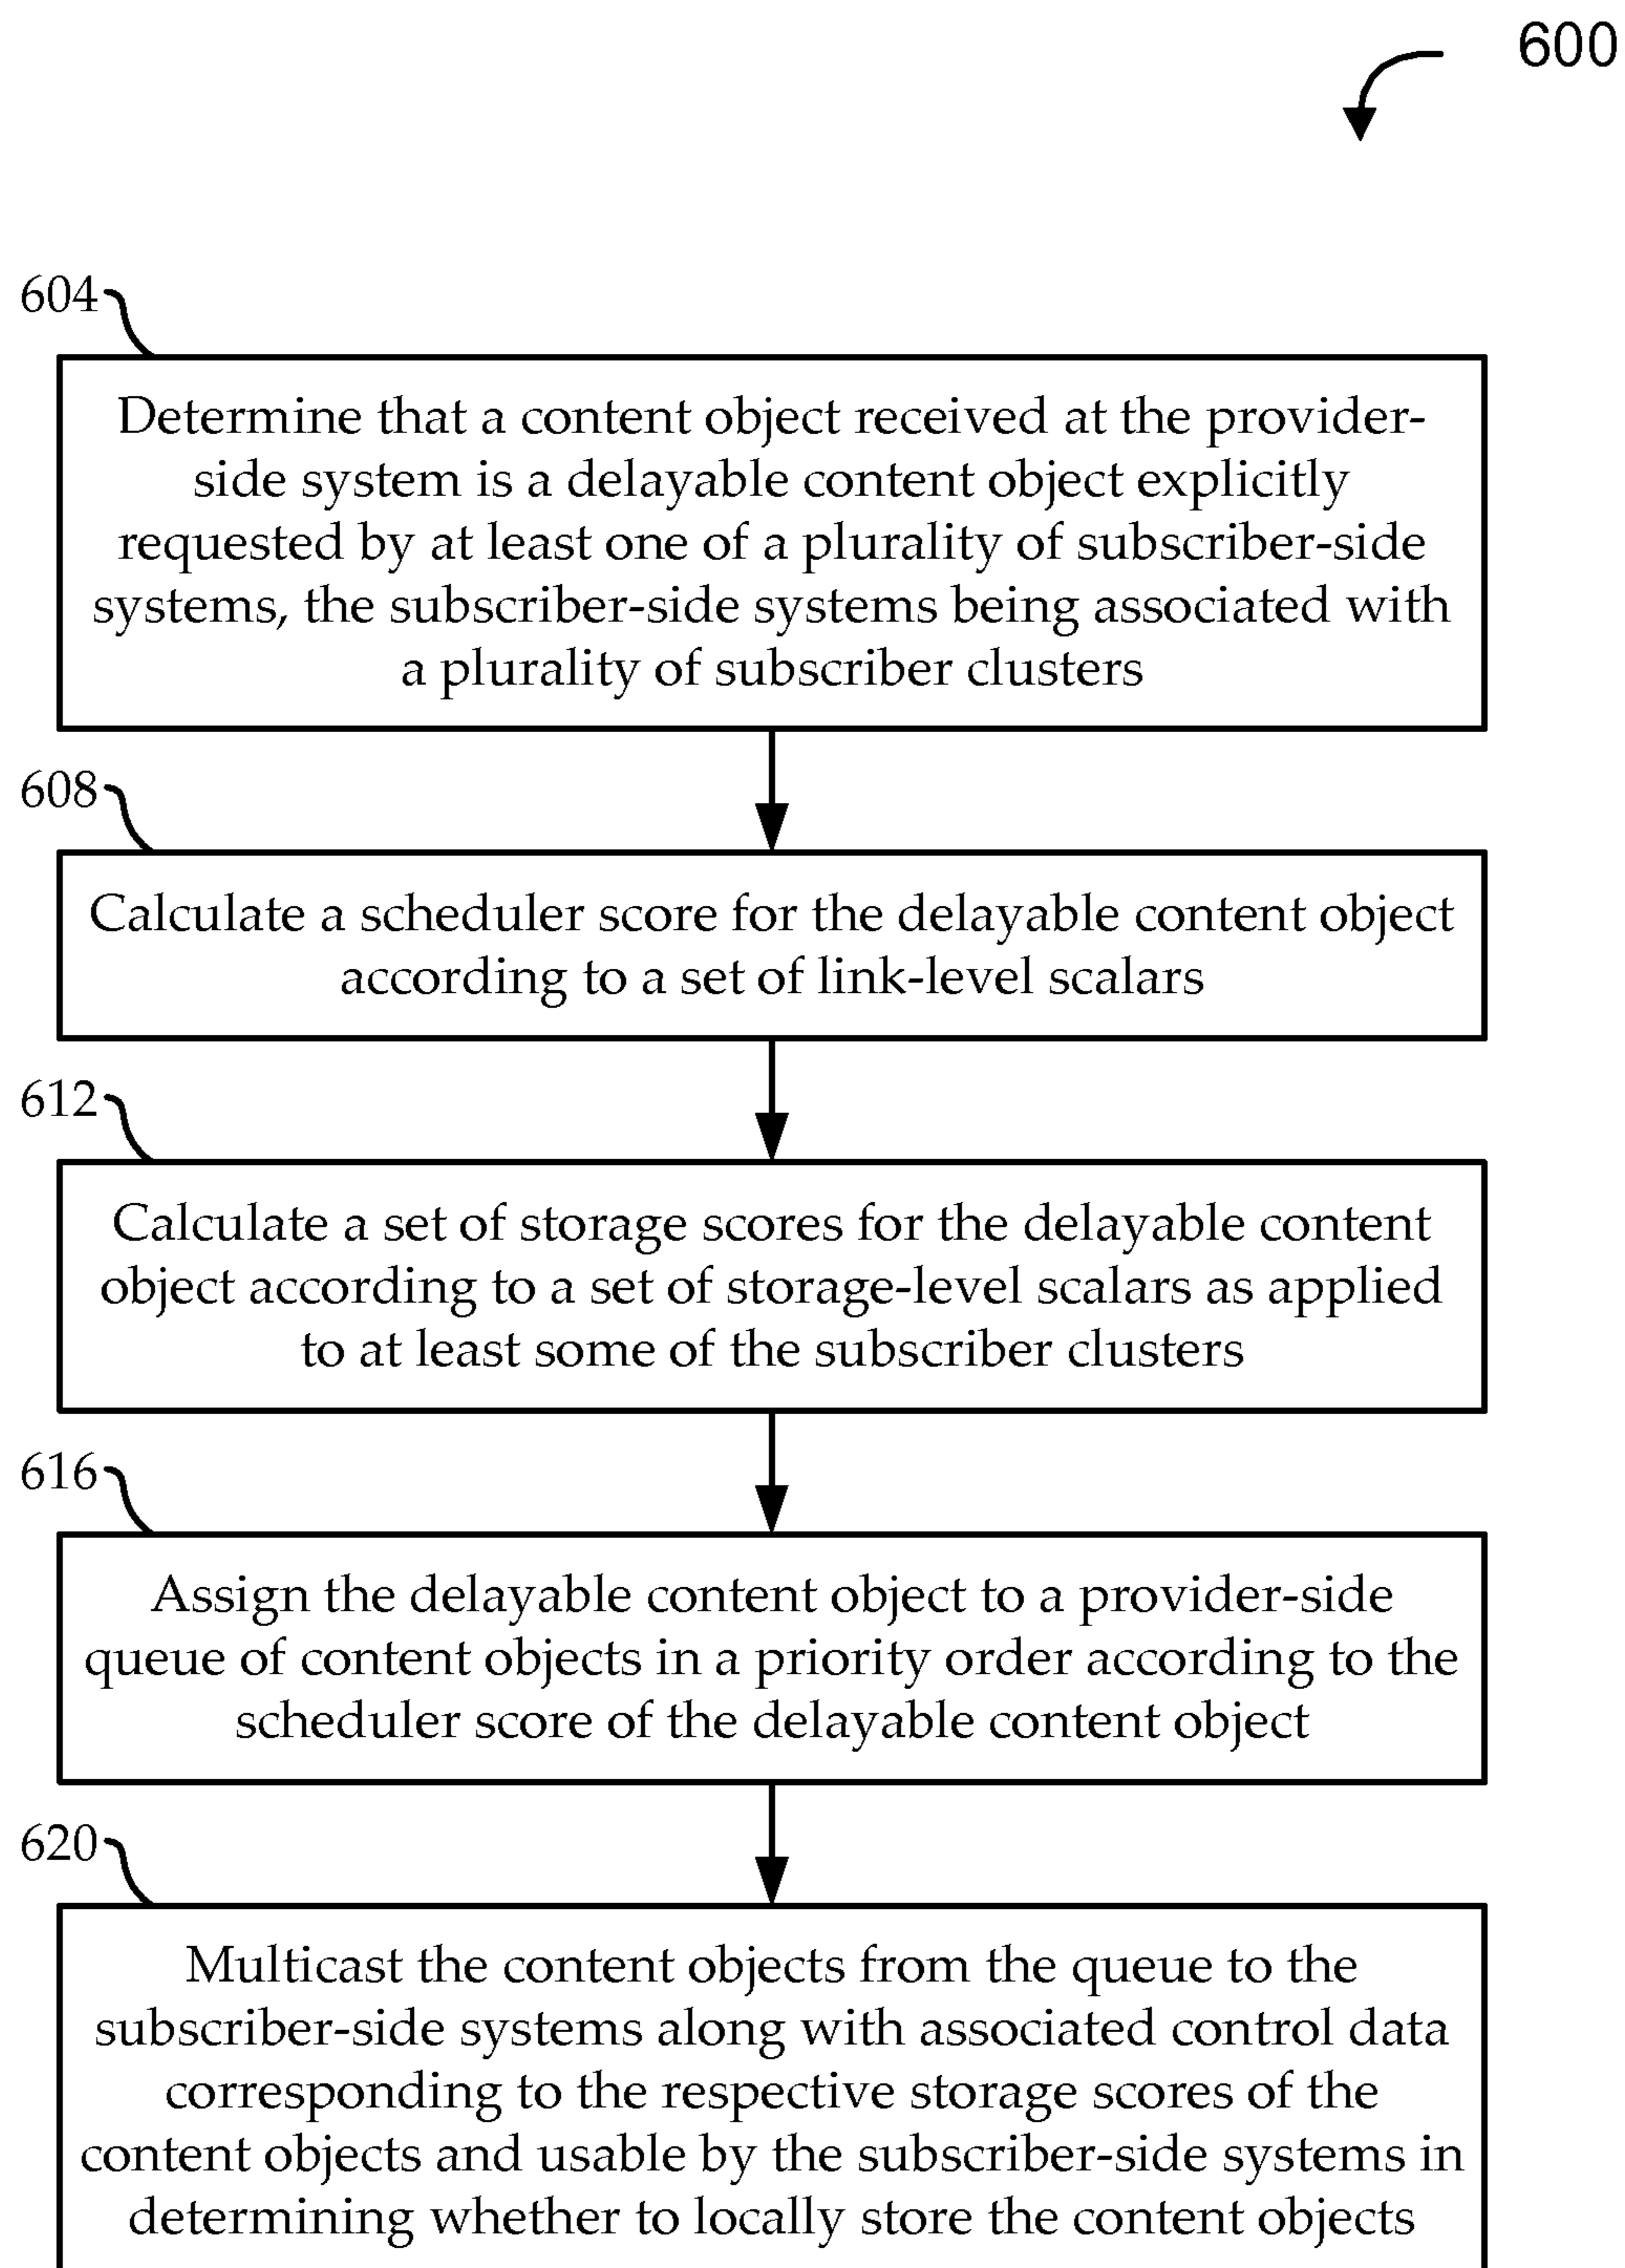 600
604
Determine that a content object received at the provider-
side system is a delayable content object explicitly
requested by at least one of a plurality of subscriber-side
systems, the subscriber-side systems being associated with
a plurality of subscriber clusters
608
Calculate a scheduler score for the delayable content object
according to a set of link-level scalars
612
Calculate a set of storage scores for the delayable content
object according to a set of storage-level scalars as applied
to at least some of the subscriber clusters
616
Assign the delayable content object to a provider-side
queue of content objects in a priority order according to the
scheduler score of the delayable content object
620
Multicast the content objects from the queue to the
subscriber-side systems along with associated control data
corresponding to the respective storage scores of the
content objects and usable by the subscriber-side systems in
determining whether to locally store the content objects